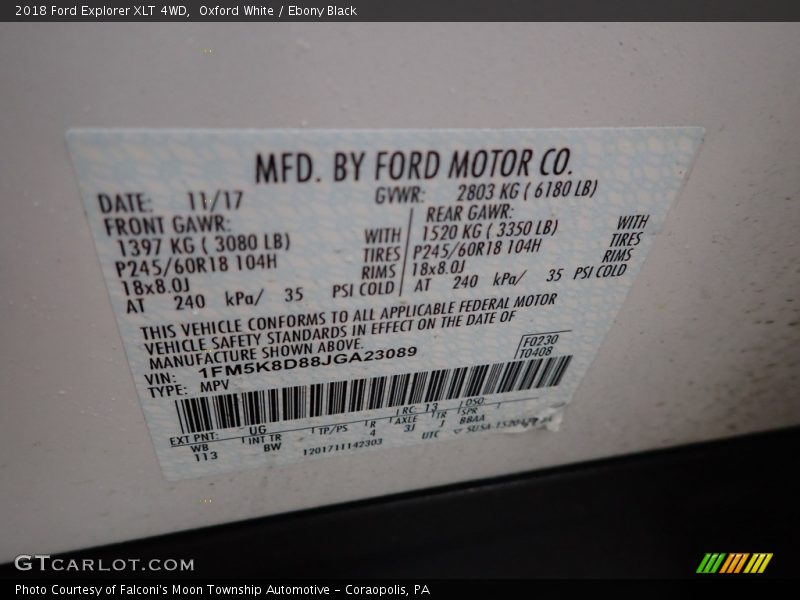 2018 Ford Explorer XLT 4WD, Oxford White / Ebony Black
MFD. BY FORD MOTOR CO.
DATE: 11/17 GVWR: 2803 KG ( 6180 LB)
FRONT GAWR: REAR GAWR:
1397 KG ( 3080 LB) WITH 1520 KG ( 3350 LB) WITH
P245/60R18 104H TIRES P245/60R18 104H TIRES
18x8.0J RIMS 18x8.0J RIMS
AT 240 kPa/ 35 PSI COLD AT 240 kPa/ 35 PSI COLD
THIS VEHICLE CONFORMS TO ALL APPLICABLE FEDERAL MOTOR
VEHICLE SAFETY STANDARDS IN EFFECT ON THE DATE OF
MANUFACTURE SHOWN ABOVE.
VIN: 1FM5K8D88JGA23089 F0230
TYPE: MPV T0408
EXT PNT: UG RC: 13 DSO:
WB INT TR TP/PS R AXLE TR SPR
113 BW 4 3J J BBAA
1201711142303 UTC
GTCARLOT.COM
Photo Courtesy of Falconi's Moon Township Automotive - Coraopolis, PA